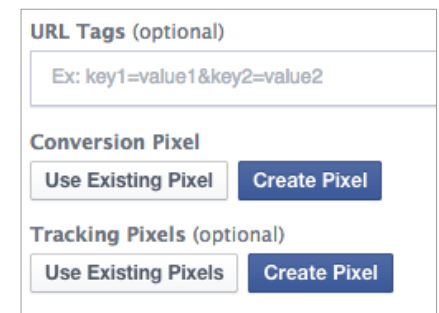 URL Tags (optional)
Ex: key1=value1&key2=value2
Conversion Pixel
Use Existing Pixel Create Pixel
Tracking Pixels (optional)
Use Existing Pixels Create Pixel